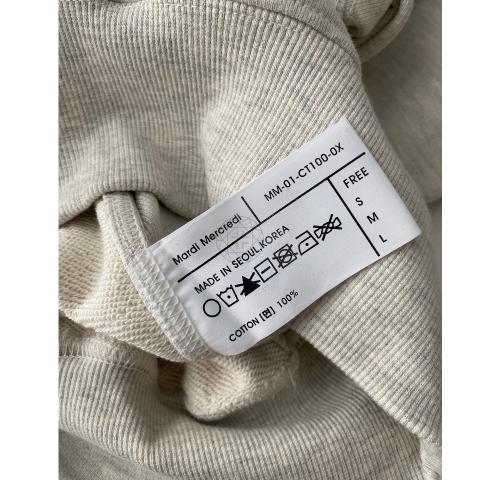 Mardi Mercredi
MM-01-CT100-0X
MADE IN SEOUL,KOREA
FREE
S
M
L
COTTON [면] 100%